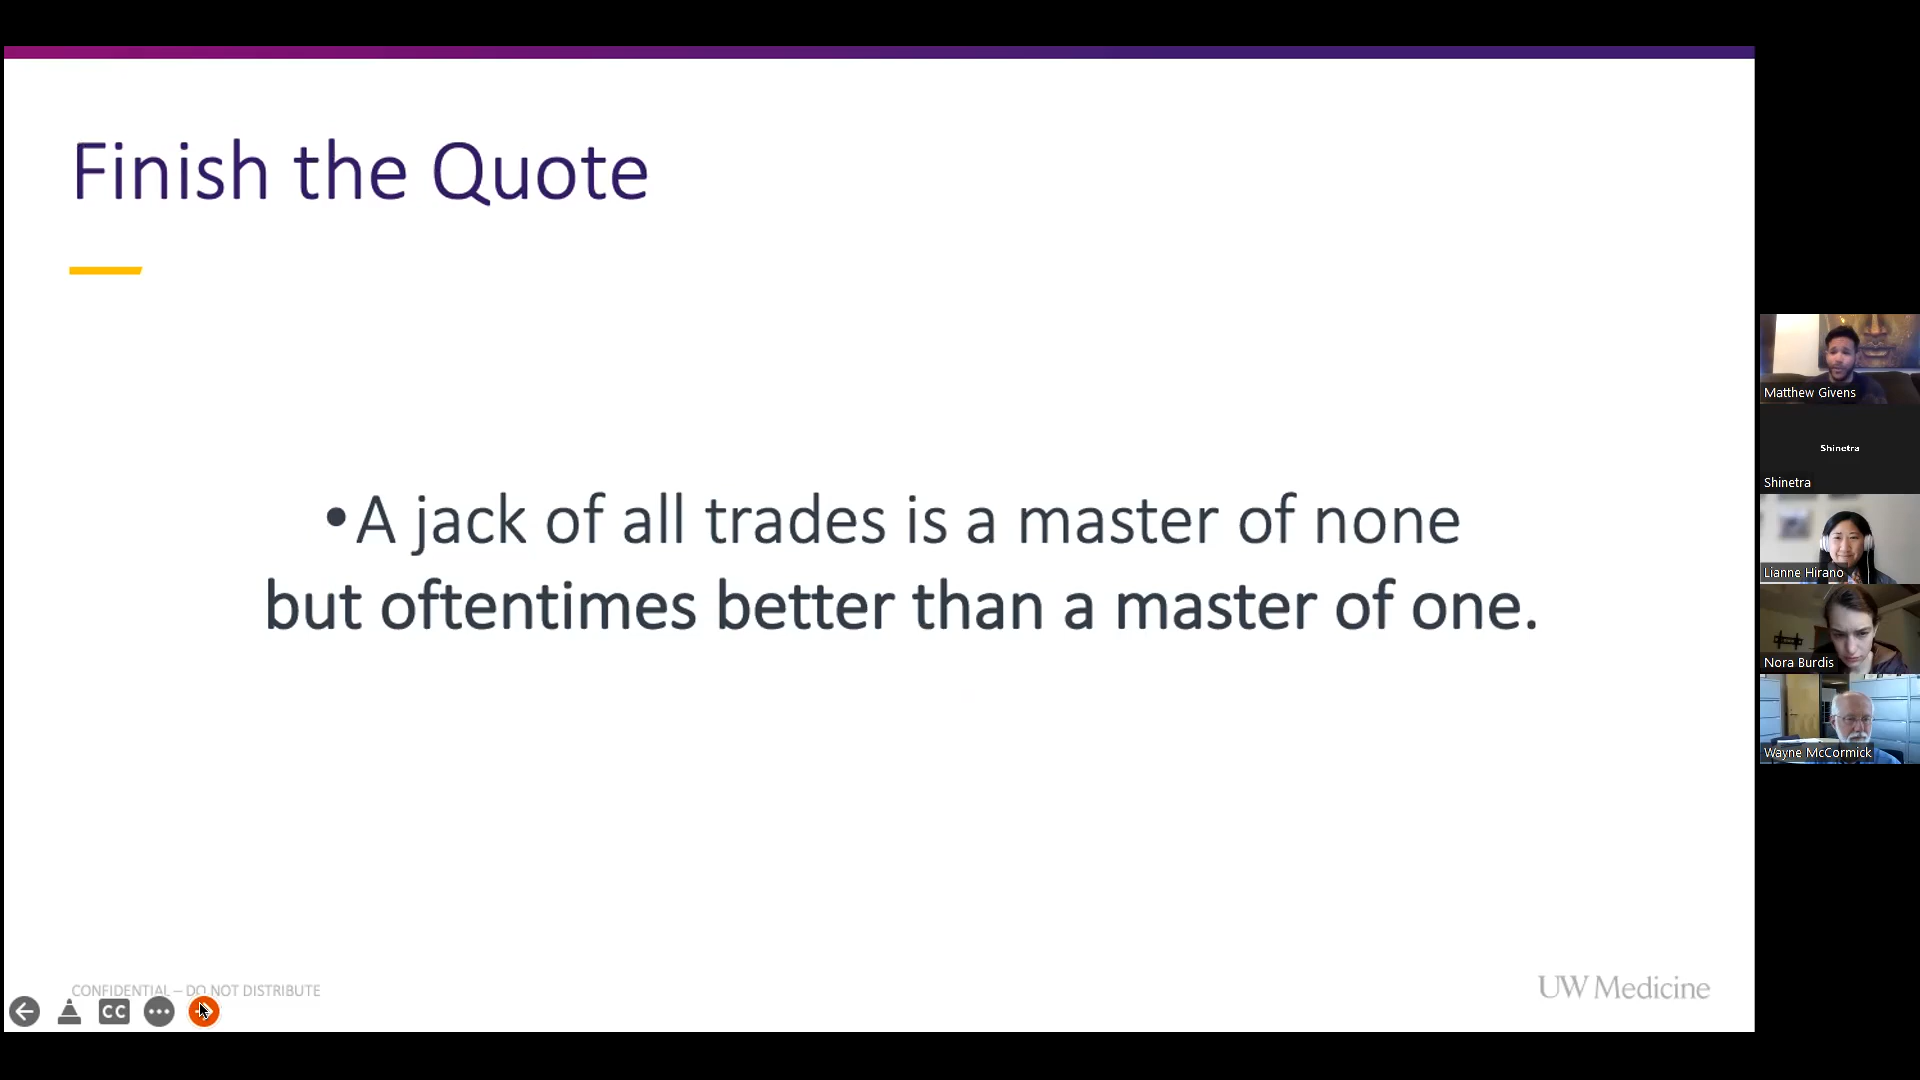 Finish the Quote
•A jack of all trades is a master of none
but oftentimes better than a master of one.
CONFIDENTIAL – DO NOT DISTRIBUTE
UW Medicine
CC
Matthew Givens
Shinetra
Shinetra
Lianne Hirano
Nora Burdis
Wayne McCormick